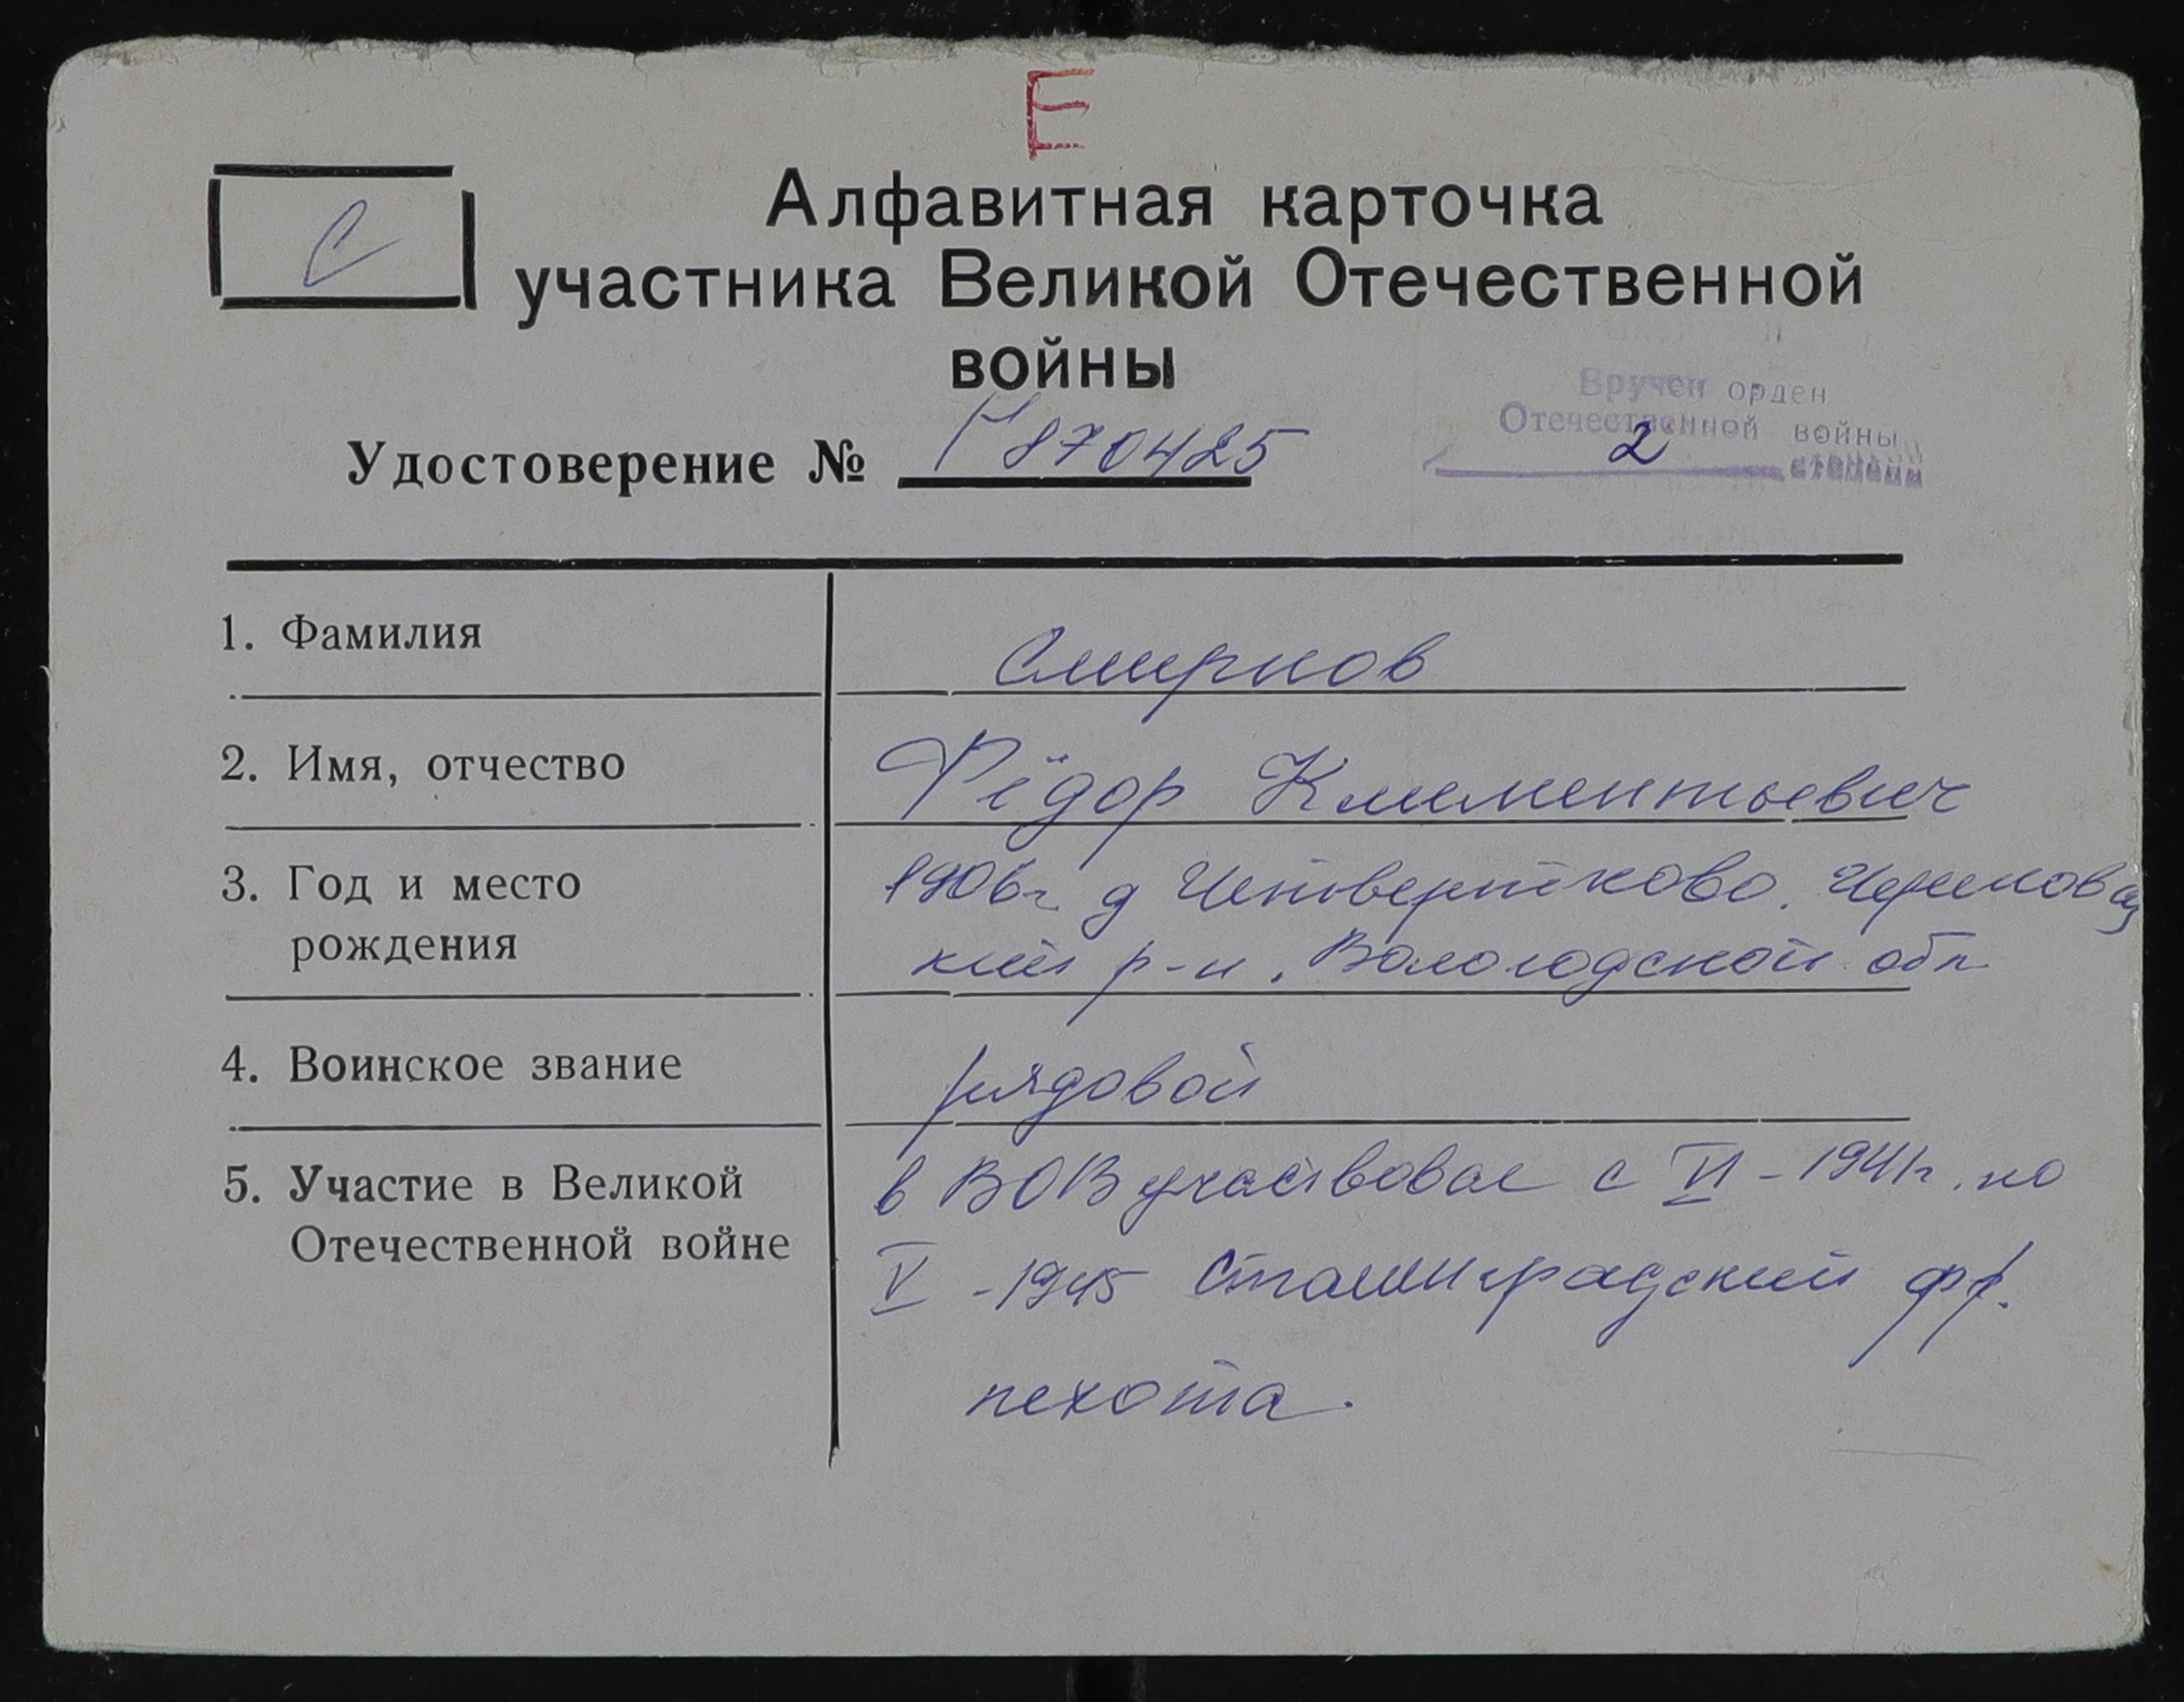 Е
С
Алфавитная карточка
участника Великой Отечественной
войны
Вручен орден
Отечественной войны
2 степени
Удостоверение № Г 870425
1. Фамилия
Смирнов
2. Имя, отчество
Фёдор Климентьевич
3. Год и место
рождения
1906г д Четвертково.
кий р-н. Вологодской обл
4. Воинское звание
рядовой
5. Участие в Великой
Отечественной войне
в ВОВ участвовал с VI - 1941г. по
V - 1945 Сталинградский фр.
пехота.